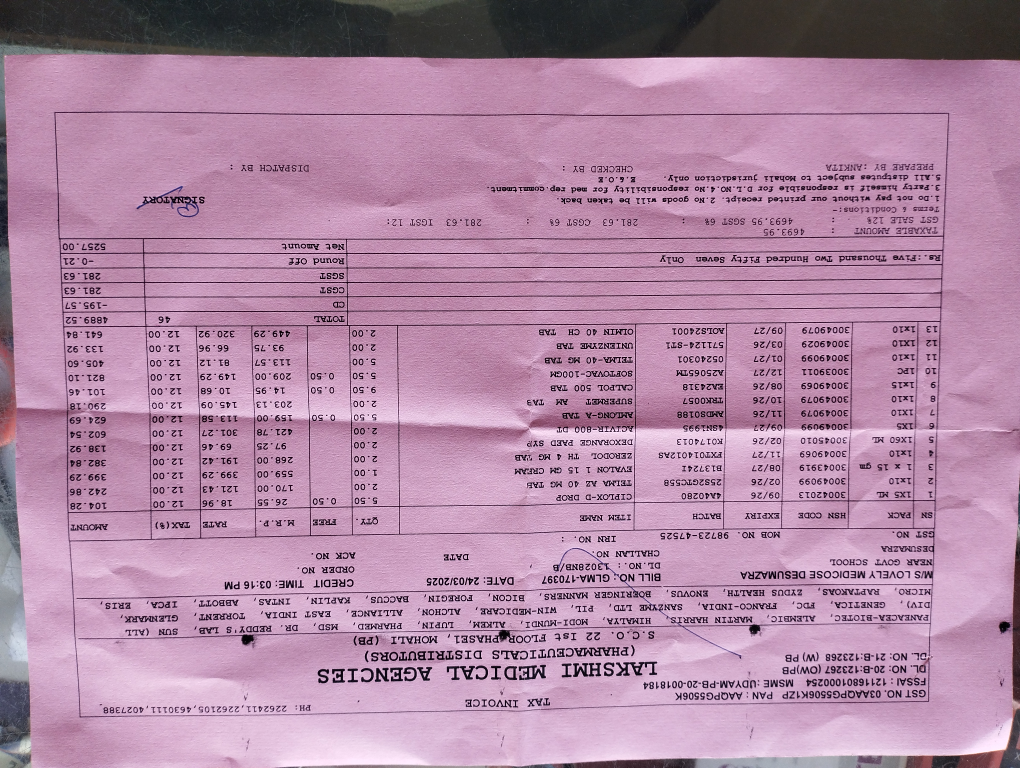 TAX INVOICE
PH: 2262411,2262105,4630111,4027388
GST NO. 03AAQPG5506K1ZP PAN : AAQPG5506K
FSSAI : 12116801000254 MSME : UDYAM-PB-20-0018184
DL. NO: 20-B:123267 (OW)PB
DL. NO: 21-B:123268 (W) PB
LAKSHMI MEDICAL AGENCIES
(PHARMACEUTICALS DISTRIBUTORS)
S.C.O. 22 1st FLOOR PHASE1 MOHALI (PB)
PANACEA-BIOTEC, ALEMBIC, MARTIN HARRIS, HIMALYA, MODI-MUNDI, ALKEM, LUPIN, PHARMED, MSD, DR. REDDY'S LAB, SUN (ALL
DIV) , GENETICA, FDC, FRANCO-INDIA, SANZYME LTD, PIL, WIN-MEDICARE, ALCHON, ALLIANCE, EAST INDIA, TORRENT, GLENMARK,
MICRO, RAPTAKOAS, ZYDUS HEALTH, ENOVUS, BOERINGER MANNERS, BICON, FOREGIN, BACCUS, KAPLIN, INTAS, ABBOTT, IPCA, ERIS,
M/S LOVELY MEDICOSE DESUMAZRA BILL NO.: GLMA-170397 DATE: 24/03/2025 CREDIT TIME: 03:16 PM
NEAR GOVT SCHOOL DL NO. : 13028NB,B ORDER NO.
DESUMAZRA CHALLAN NO. DATE ACK NO.
GST NO. MOB NO. 98723-47525 IRN NO. :
SN PACK HSN CODE EXPIRY BATCH ITEM NAME QTY. FREE M.R.P. RATE TAX(%) AMOUNT
1 1X5 ML 30042013 09/26 4A40280 CIPLOX-D DROP 5.50 0.50 26.55 18.96 12.00 104.28
2 1x10 30049099 02/26 2SS2GTC058 TELMA AZ 40 MG TAB 2.00 170.00 121.43 12.00 242.86
3 1 x 15 gm 30043913 08/27 B137L241 EVALON 1 15 GM CREAM 1.00 559.00 399.29 12.00 399.29
4 1x10 30049069 11/27 FXT014012AS ZERODOL TH 4 MG TAB 2.00 268.00 191.42 12.00 382.84
5 1X60 ML 30045010 02/26 K0174013 DEXORANGE PAED SYP 2.00 97.25 69.46 12.00 138.92
6 1X5 30049099 09/27 4SN1995 ACIVIR-800 DT 2.00 421.78 301.27 12.00 602.54
7 1X10 30049079 11/26 AMDS0188 AMLONG-A TAB 5.50 0.50 159.00 113.58 12.00 624.69
8 1x10 30049079 10/26 TRK0057 SUPERMET AM TAB 2.00 203.13 145.09 12.00 290.18
9 1x15 30049069 08/26 EA24318 CALPOL 500 TAB 9.50 0.50 14.95 10.68 12.00 101.46
10 1PC 30039011 12/27 A2506STM SOFTOVAC-100GM 5.50 0.50 209.00 149.29 12.00 821.10
11 1x10 30049099 01/27 05240301 TELMA-40-A MG TAB 5.00 113.57 81.12 12.00 405.60
12 1X10 30049029 03/26 571124-ST1 UNIENZYME TAB 2.00 93.75 66.96 12.00 133.92
13 1x10 30049079 09/27 AOLS24001 OLMIN 40 CH TAB 2.00 449.29 320.92 12.00 641.84
TOTAL 46 4889.52
CD -195.57
CGST 281.63
SGST 281.63
Rs.:Five Thousand Two Hundred Fifty Seven Only Round Off -0.21
Net Amount 5257.00
TAXABLE AMOUNT : 4693.95
GST SALE 12% : 4693.95 SGST 6% : 281.63 CGST 6% : 281.63 IGST 12:
Terms & Conditions:-
1.Do not pay without our printed receipt. 2.No goods will be taken back.
3.Party himself is responsible for D.L.NO.4.No responsibility for med rep.commitment.
5.All disputes subject to Mohali jurisdiction only. E.&.O.E
SIGNATORY
PREPARE BY :ANKITA CHECKED BY : DISPATCH BY :